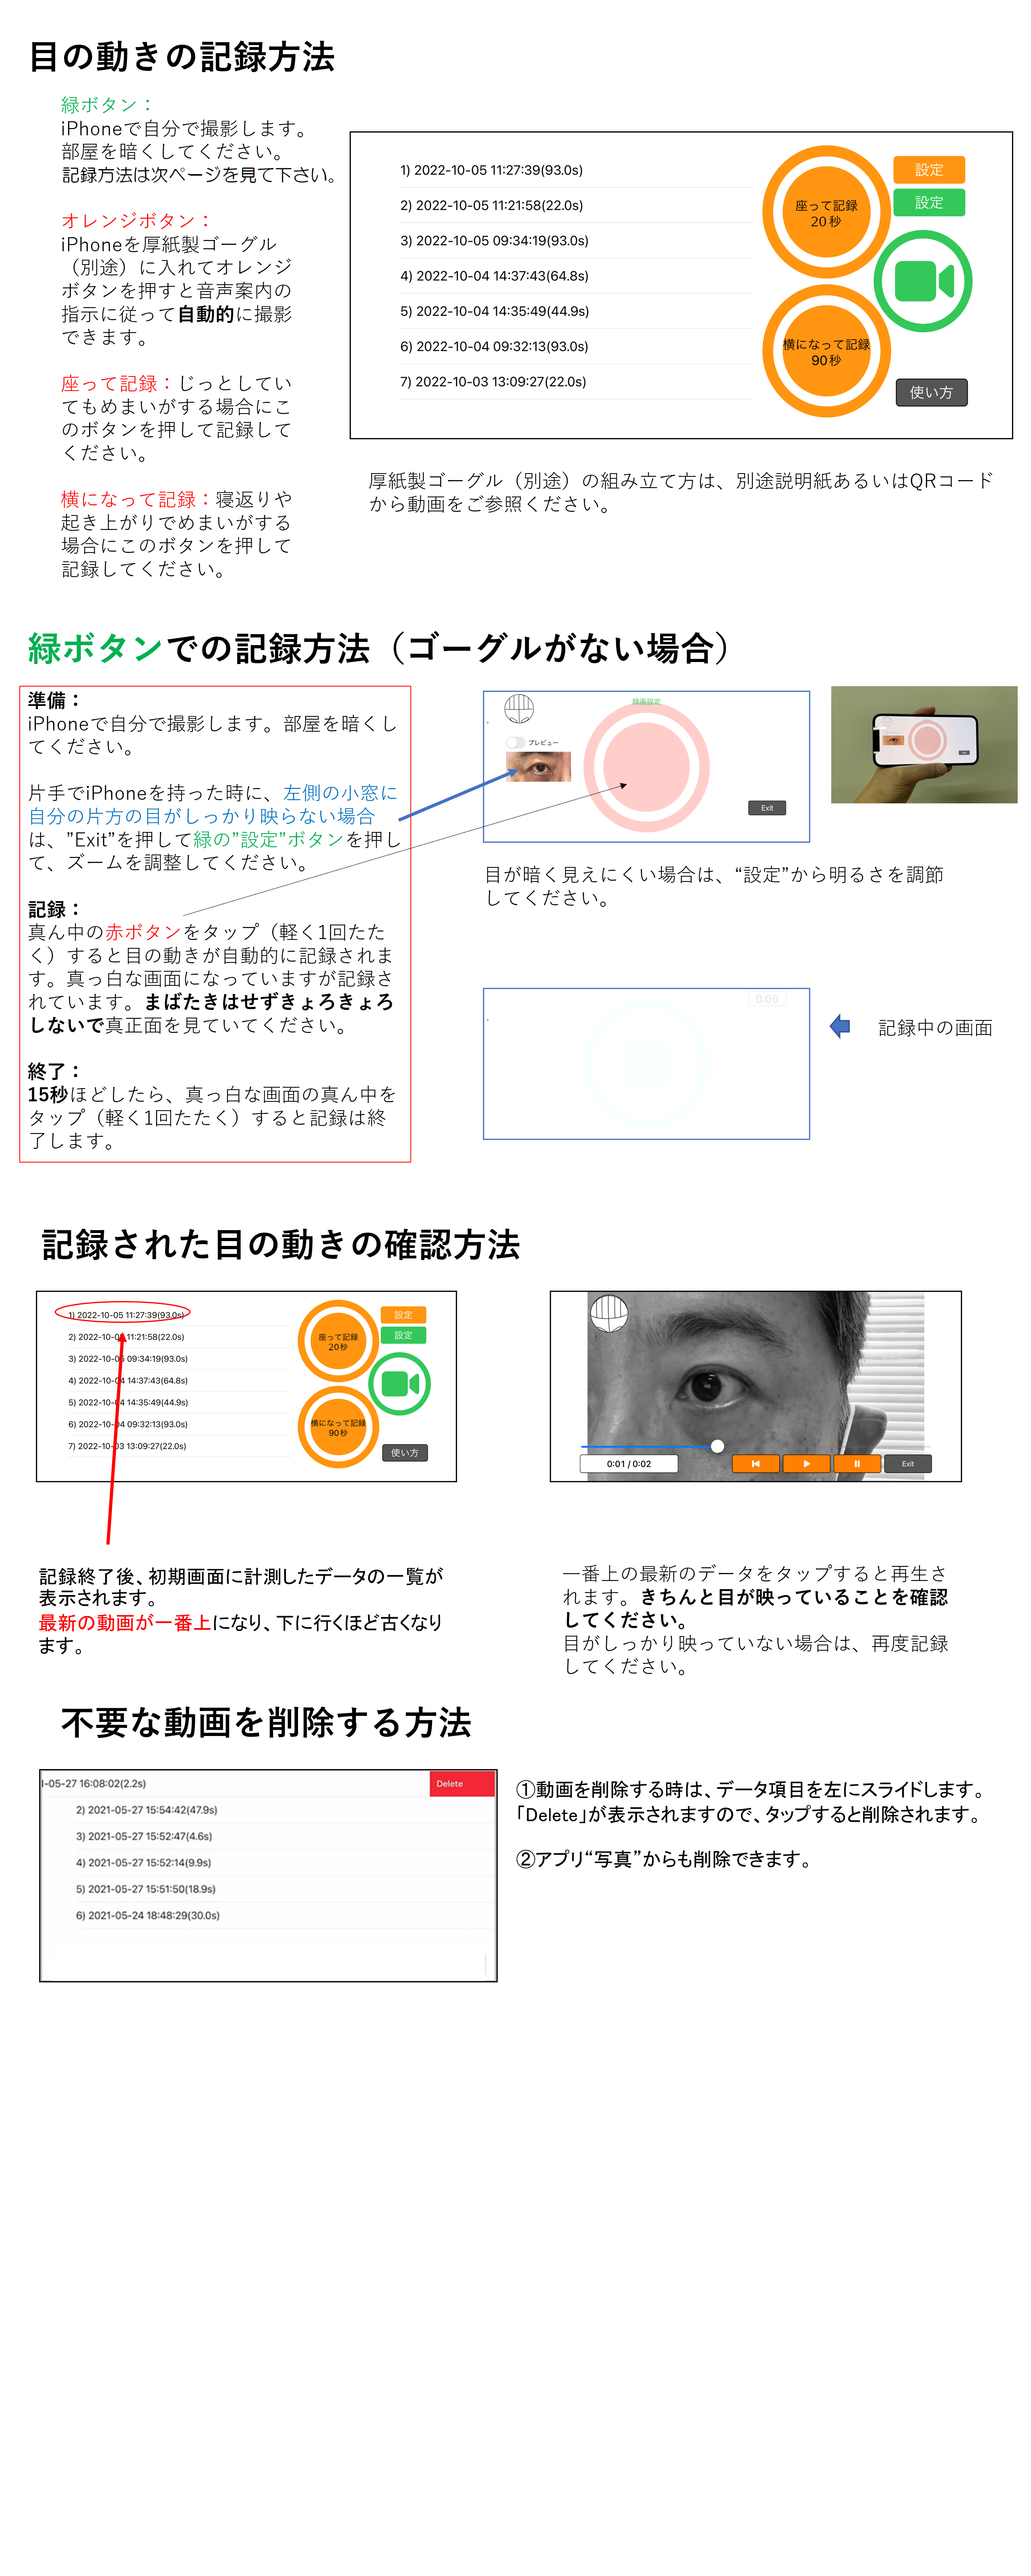 目の動きの記録方法
緑ボタン：
iPhoneで自分で撮影します。
部屋を暗くしてください。
記録方法は次ページを見て下さい。
オレンジボタン：
iPhoneを厚紙製ゴーグル
（別途）に入れてオレンジ
ボタンを押すと音声案内の
指示に従って自動的に撮影
できます。
座って記録：じっとしてい
てもめまいがする場合にこ
のボタンを押して記録して
ください。
横になって記録：寝返りや
起き上がりでめまいがする
場合にこのボタンを押して
記録してください。
1) 2022-10-05 11:27:39(93.0s)
2) 2022-10-05 11:21:58(22.0s)
3) 2022-10-05 09:34:19(93.0s)
4) 2022-10-04 14:37:43(64.8s)
5) 2022-10-04 14:35:49(44.9s)
6) 2022-10-04 09:32:13(93.0s)
7) 2022-10-03 13:09:27(22.0s)
座って記録
20秒
横になって記録
90秒
設定
設定
使い方
厚紙製ゴーグル（別途）の組み立て方は、別途説明紙あるいはQRコード
から動画をご参照ください。
緑ボタンでの記録方法（ゴーグルがない場合）
準備：
iPhoneで自分で撮影します。部屋を暗くし
てください。
片手でiPhoneを持った時に、左側の小窓に
自分の片方の目がしっかり映らない場合
は、”Exit”を押して緑の”設定”ボタンを押し
て、ズームを調整してください。
記録：
真ん中の赤ボタンをタップ（軽く1回たた
く）すると目の動きが自動的に記録されま
す。真っ白な画面になっていますが記録さ
れています。まばたきはせずきょろきょろ
しないで真正面を見ていてください。
終了：
15秒ほどしたら、真っ白な画面の真ん中を
タップ（軽く1回たたく）すると記録は終
了します。
録画設定
プレビュー
Exit
目が暗く見えにくい場合は、“設定”から明るさを調節
してください。
0:05
記録中の画面
記録された目の動きの確認方法
1) 2022-10-05 11:27:39(93.0s)
2) 2022-10-05 11:21:58(22.0s)
3) 2022-10-05 09:34:19(93.0s)
4) 2022-10-04 14:37:43(64.8s)
5) 2022-10-04 14:35:49(44.9s)
6) 2022-10-04 09:32:13(93.0s)
7) 2022-10-03 13:09:27(22.0s)
座って記録
20秒
横になって記録
90秒
設定
設定
使い方
0:01 / 0:02
Exit
記録終了後、初期画面に計測したデータの一覧が
表示されます。
最新の動画が一番上になり、下に行くほど古くなり
ます。
一番上の最新のデータをタップすると再生さ
れます。きちんと目が映っていることを確認
してください。
目がしっかり映っていない場合は、再度記録
してください。
不要な動画を削除する方法
I-05-27 16:08:02(2.2s)
Delete
2) 2021-05-27 15:54:42(47.9s)
3) 2021-05-27 15:52:47(4.6s)
4) 2021-05-27 15:52:14(9.9s)
5) 2021-05-27 15:51:50(18.9s)
6) 2021-05-24 18:48:29(30.0s)
①動画を削除する時は、データ項目を左にスライドします。
「Delete」が表示されますので、タップすると削除されます。
②アプリ“写真”からも削除できます。